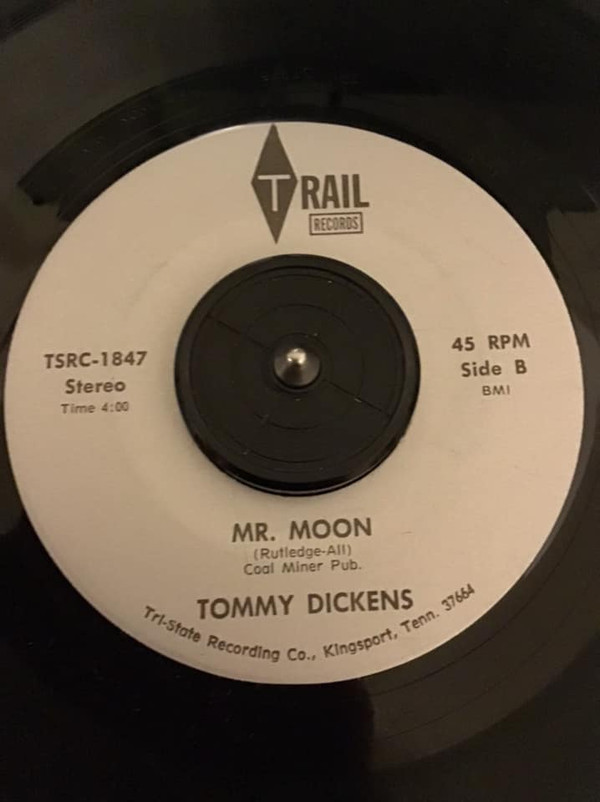 TRAIL
RECORDS
TSRC-1847
Stereo
Time 4:00
45 RPM
Side B
BMI
MR. MOON
(Rutledge-All)
Coal Miner Pub.
TOMMY DICKENS
Tri-State Recording Co., Kingsport, Tenn. 37664